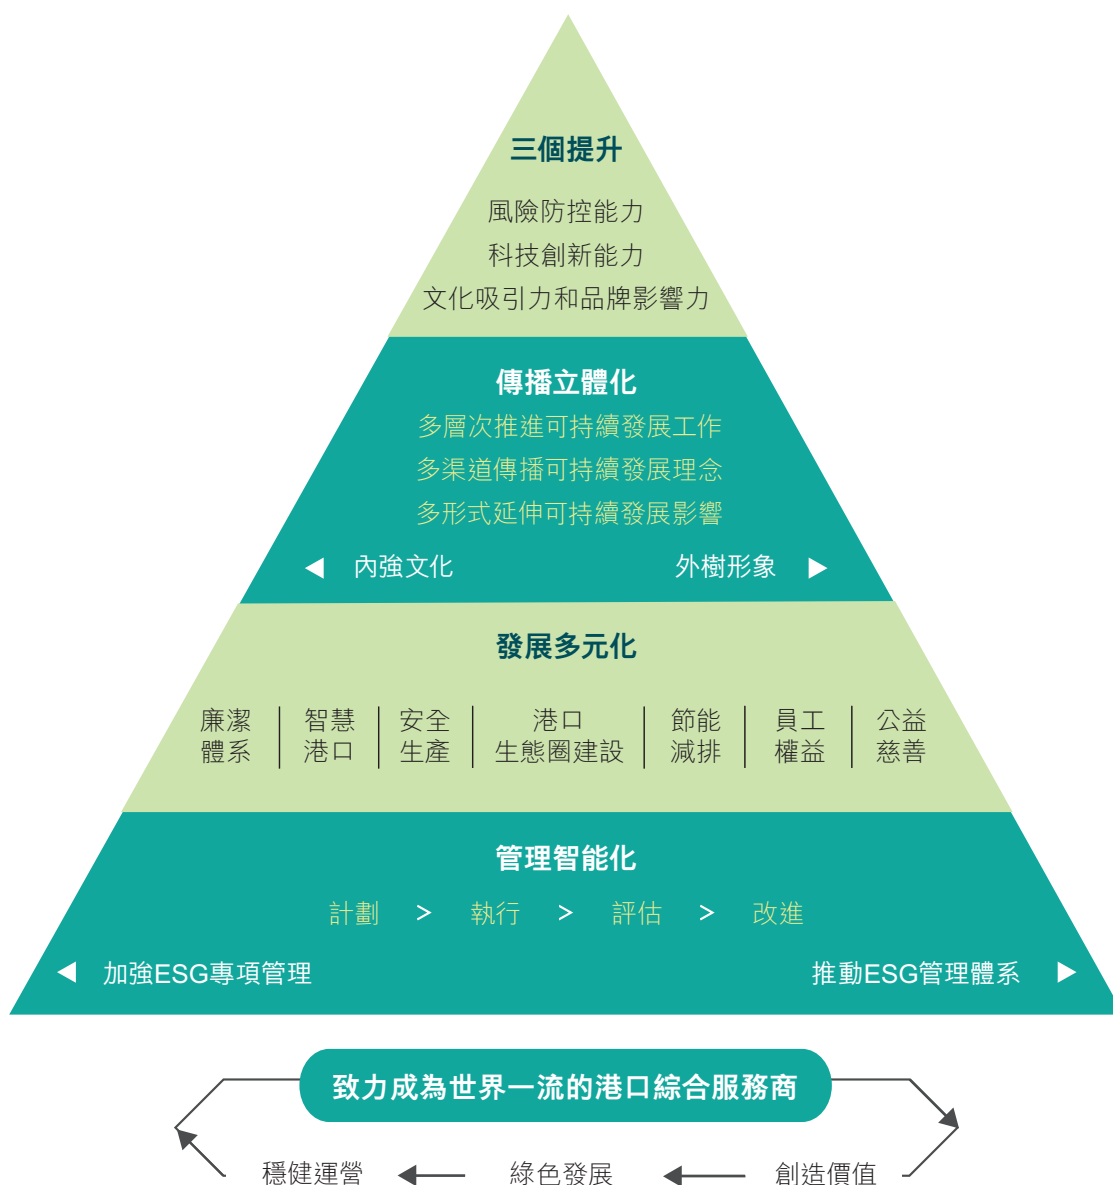 三個提升
風險防控能力
科技創新能力
文化吸引力和品牌影響力
傳播立體化
多層次推進可持續發展工作
多渠道傳播可持續發展理念
多形式延伸可持續發展影響
內強文化 外樹形象
發展多元化
廉潔 智慧 安全 港口 節能 員工 公益
體系 港口 生產 生態圈建設 減排 權益 慈善
管理智能化
計劃 > 執行 > 評估 > 改進
加強ESG專項管理 推動ESG管理體系
致力成為世界一流的港口綜合服務商
穩健運營 綠色發展 創造價值